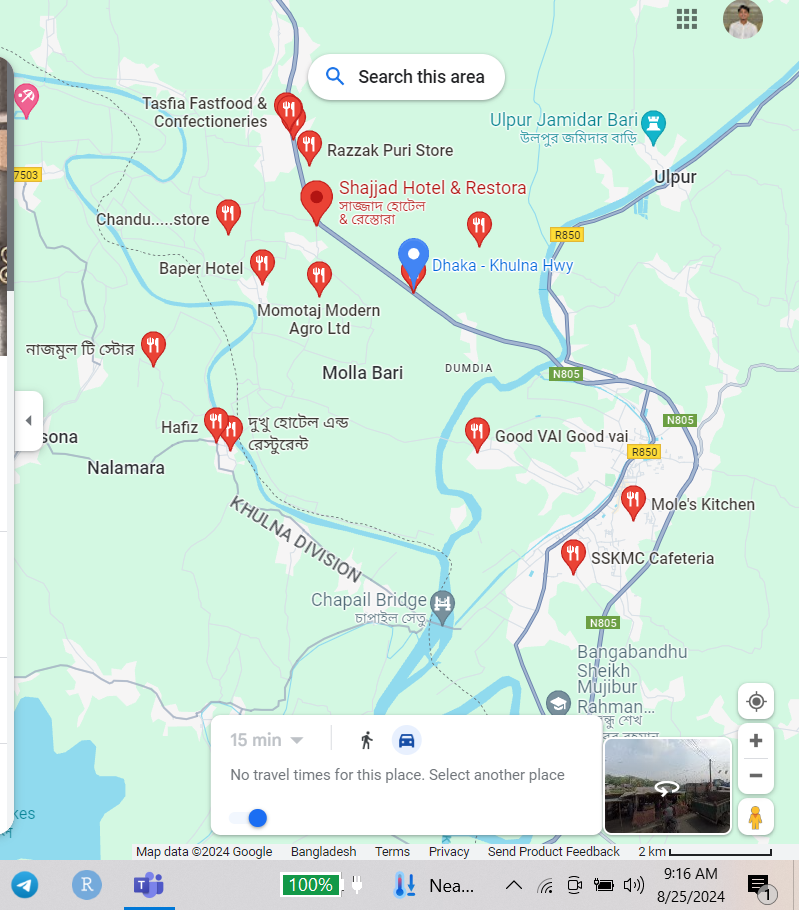 Search this area
Tasfia Fastfood &
Confectioneries
Ulpur Jamidar Bari
উলপুর জমিদার বাড়ি
Razzak Puri Store
7503
Ulpur
Shajjad Hotel & Restora
সাজ্জাদ হোটেল
& রেস্তোরা
Chandu.....store
R850
Baper Hotel
Dhaka - Khulna Hwy
Momotaj Modern
Agro Ltd
নাজমুল টি স্টোর
Molla Bari
DUMDIA
N805
N805
Hafiz
দুখু হোটেল এন্ড
রেস্টুরেন্ট
Good VAI Good vai
sona
R850
Nalamara
Mole's Kitchen
KHULNA DIVISION
SSKMC Cafeteria
Chapail Bridge
চাপাইল সেতু
N805
Bangabandhu
Sheikh
Mujibur
Rahman...
ন্ধু শেখ
15 min
No travel times for this place. Select another place
kes
Map data ©2024 Google
Bangladesh
Terms
Privacy
Send Product Feedback
2 km
R
T
100%
Nea...
9:16 AM
8/25/2024
1